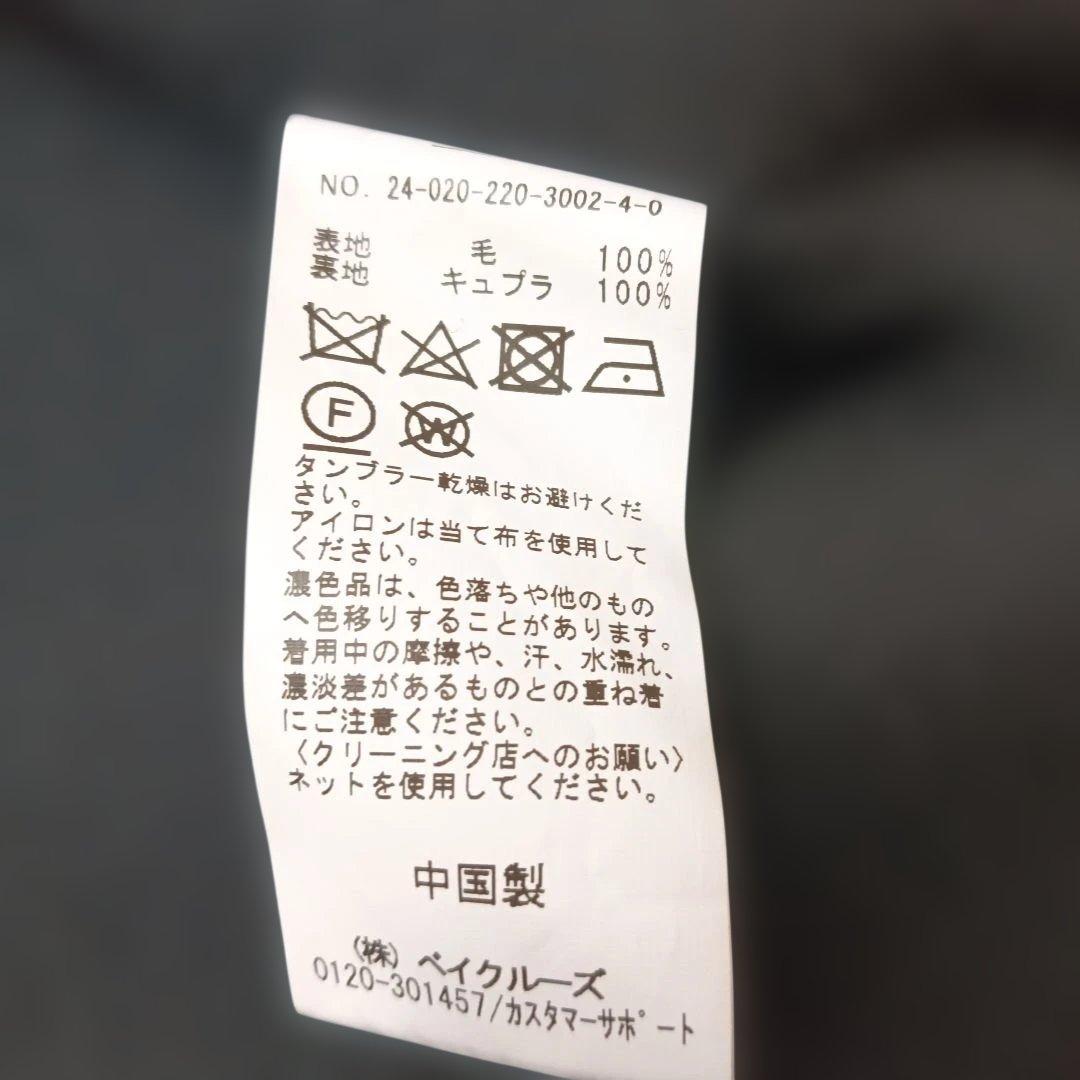 NO. 24-020-220-3002-4-0
表地 毛 100%
裏地 キュプラ 100%
F
W
タンブラー乾燥はお避けくだ
さい。
アイロンは当て布を使用して
ください。
濃色品は、色落ちや他のもの
へ色移りすることがあります。
着用中の摩擦や、汗、水濡れ、
濃淡差があるものとの重ね着
にご注意ください。
〈クリーニング店へのお願い〉
ネットを使用してください。
中国製
(株)ベイクルーズ
0120-301457/カスタマーサポート